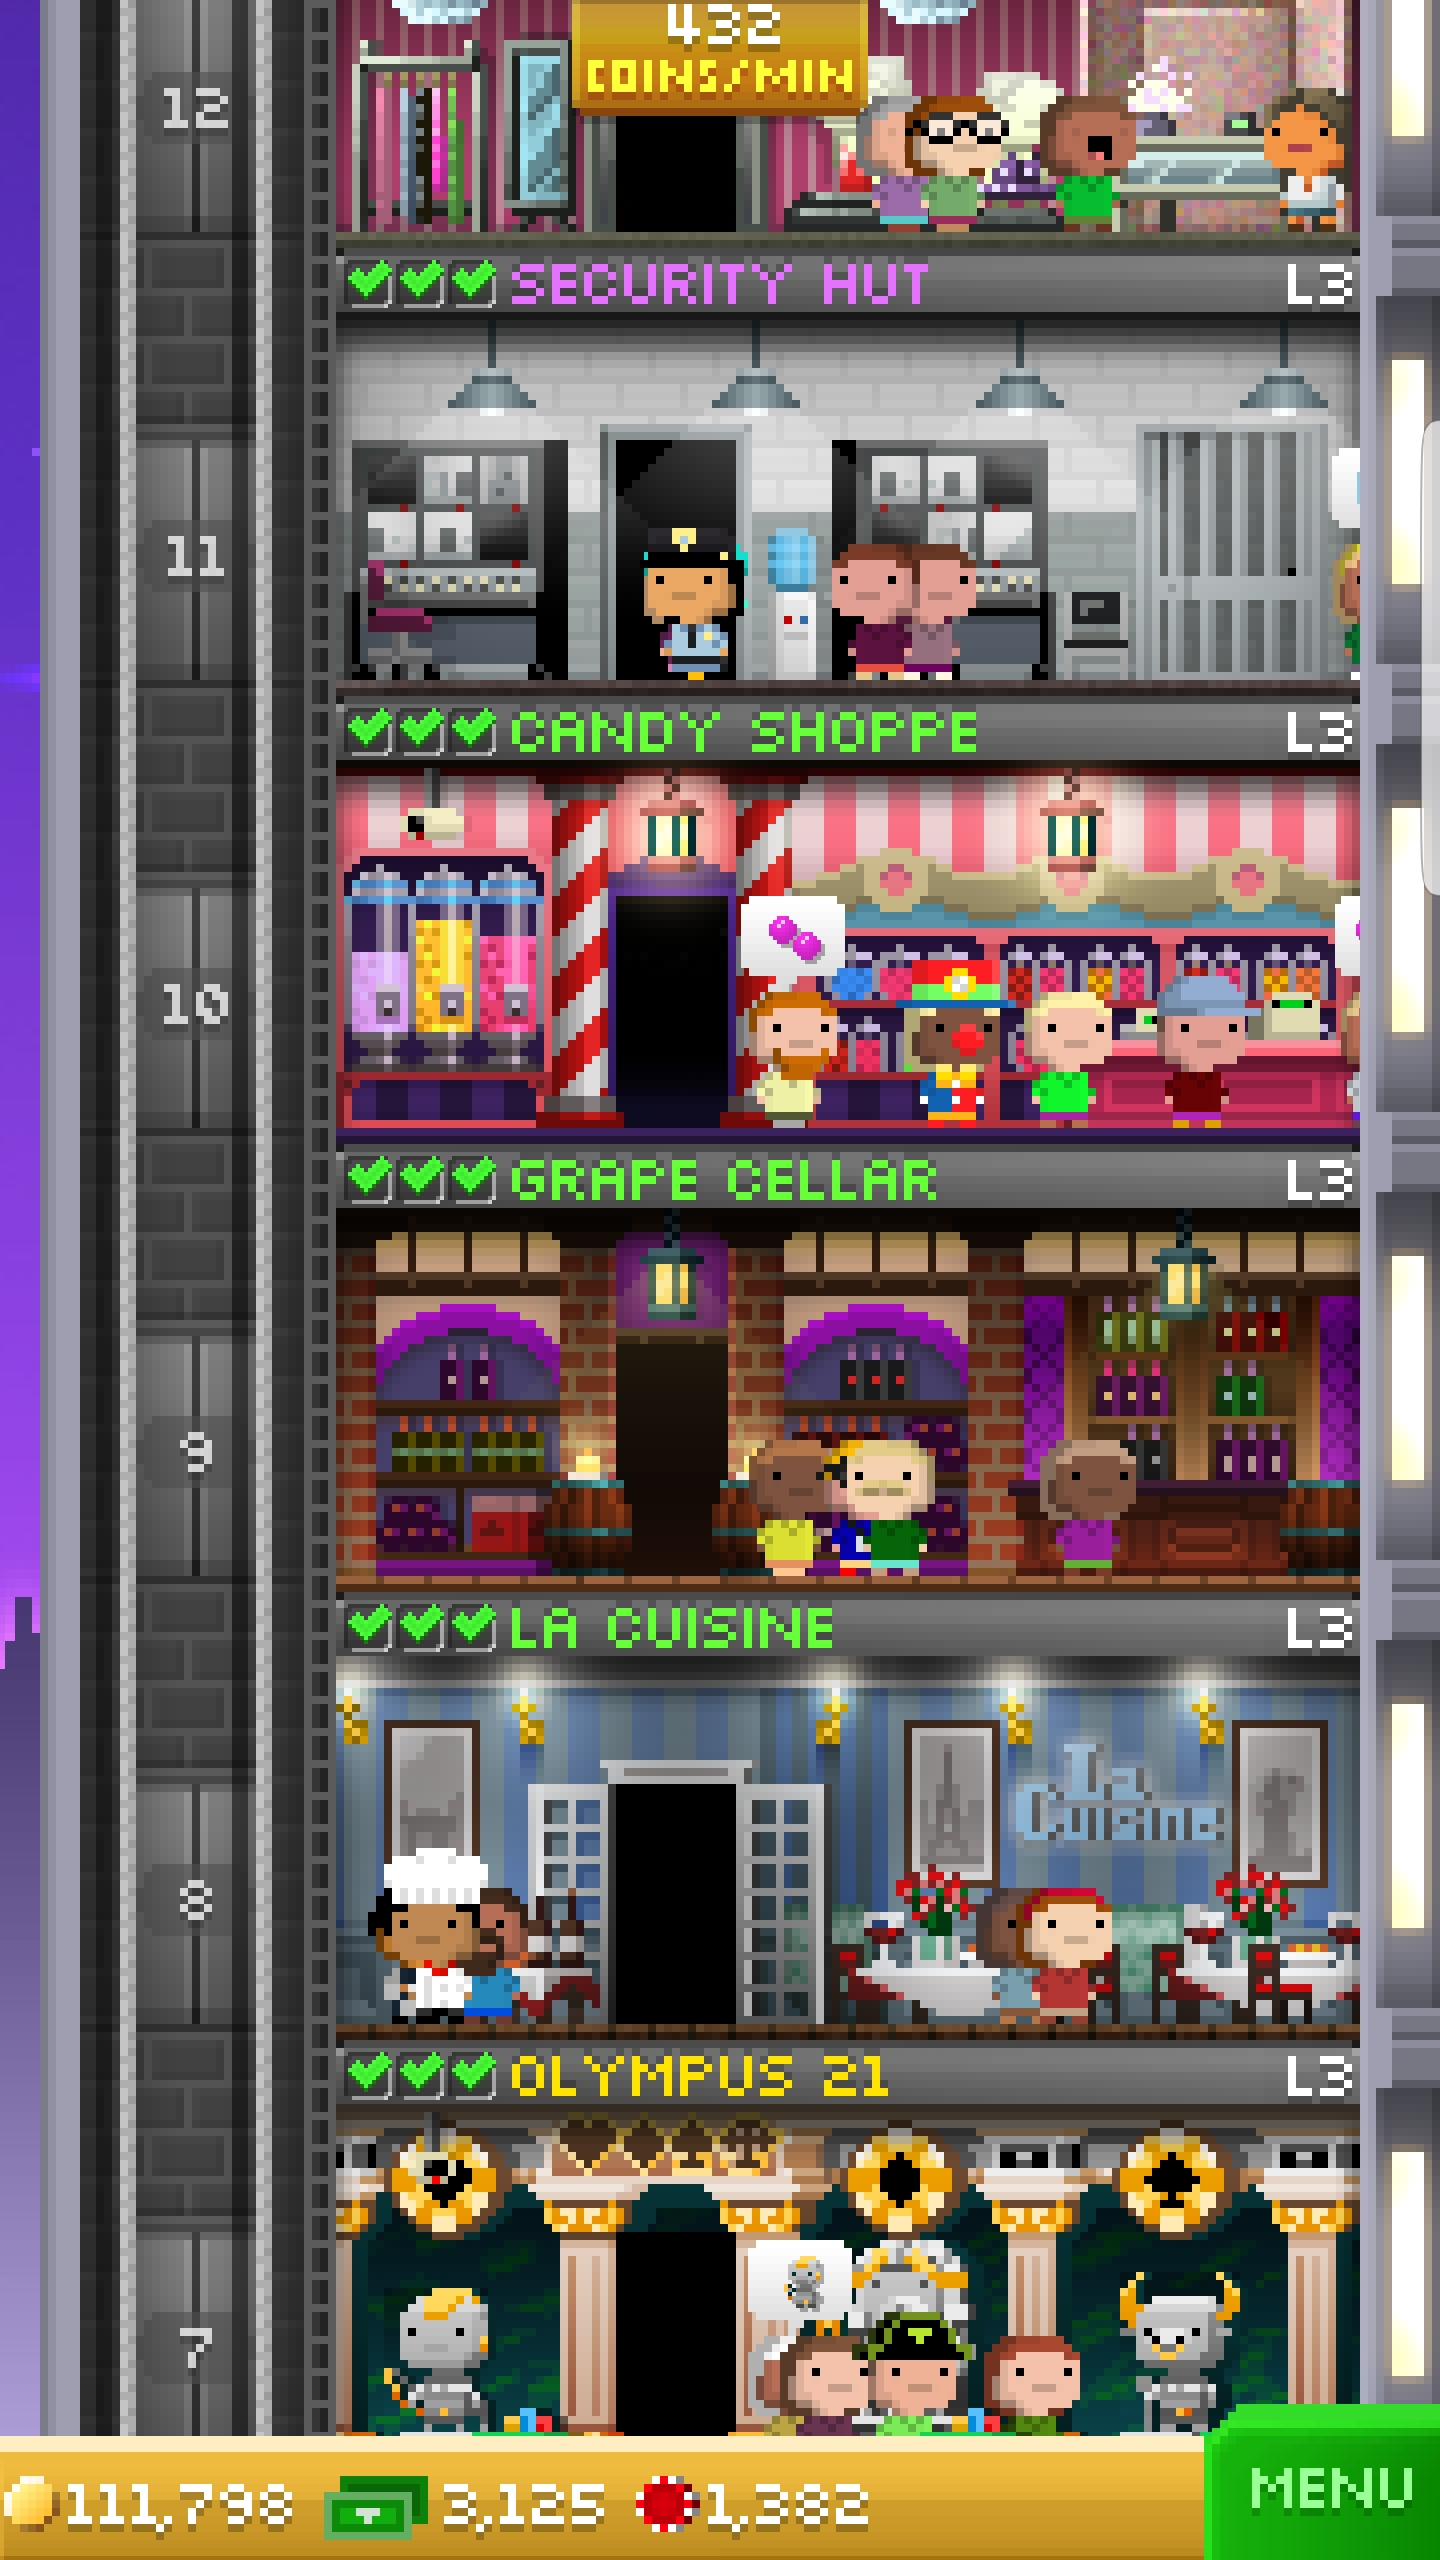 432
COINS/MIN
12
SECURITY HUT L3
11
CANDY SHOPPE L3
10
GRAPE CELLAR L3
9
LA CUISINE L3
La
Cuisine
8
OLYMPUS 21 L3
7
111,798 3,125 1,382 MENU